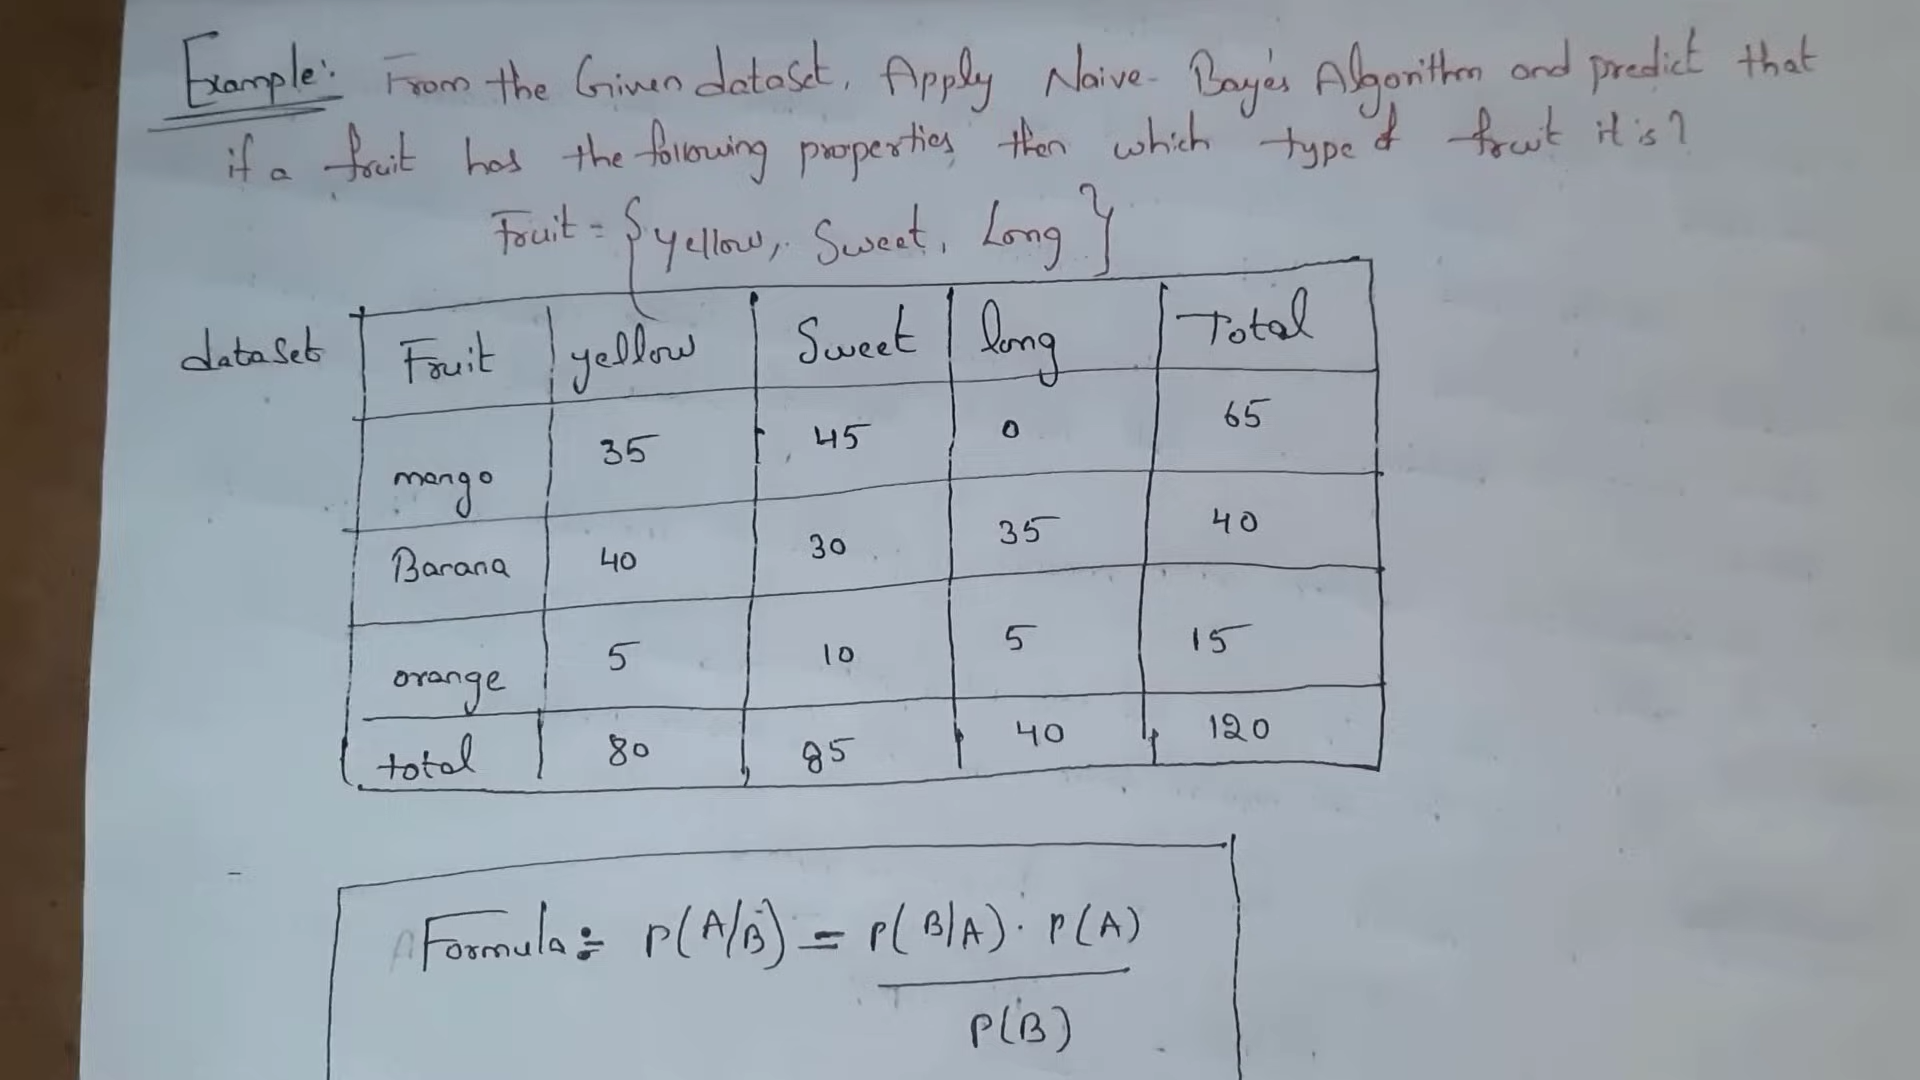 Example: From the Given dataset, Apply Naive-Baye's Algorithm and predict that
if a fruit has the following properties then which type of fruit it is?
Fruit = {yellow, Sweet, Long}
dataset
Fruit yellow Sweet long Total
mango 35 45 0 65
Banana 40 30 35 40
orange 5 10 5 15
total 80 85 40 120
Formula: P(A/B) = P(B/A) . P(A)
P(B)